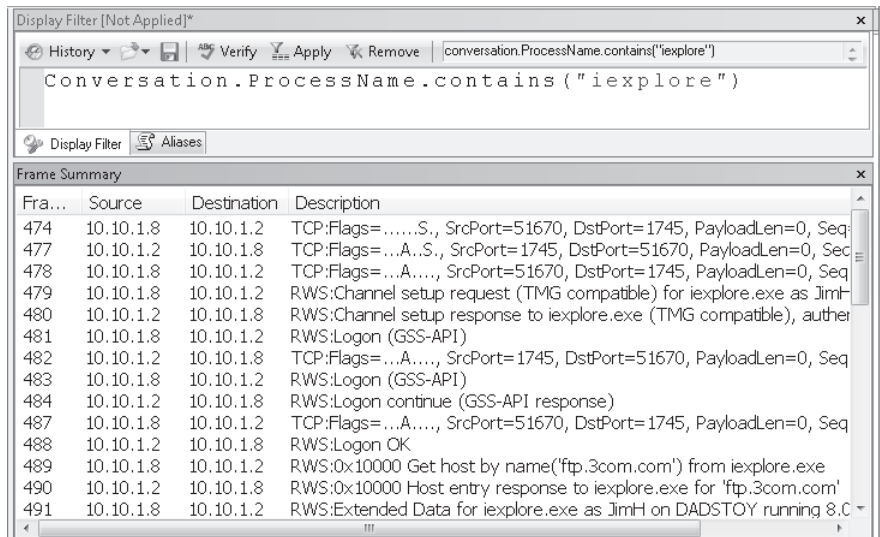 Display Filter [Not Applied]*
History Verify Apply Remove conversation.ProcessName.contains("iexplore")
Conversation.ProcessName.contains("iexplore")
Display Filter Aliases
Frame Summary
Fra... Source Destination Description
474 10.10.1.8 10.10.1.2 TCP:Flags=......S., SrcPort=51670, DstPort=1745, PayloadLen=0, Seq
477 10.10.1.2 10.10.1.8 TCP:Flags=...A..S., SrcPort=1745, DstPort=51670, PayloadLen=0, Sec
478 10.10.1.8 10.10.1.2 TCP:Flags=...A...., SrcPort=51670, DstPort=1745, PayloadLen=0, Seq
479 10.10.1.8 10.10.1.2 RWS:Channel setup request (TMG compatible) for iexplore.exe as JimH
480 10.10.1.2 10.10.1.8 RWS:Channel setup response to iexplore.exe (TMG compatible), auther
481 10.10.1.8 10.10.1.2 RWS:Logon (GSS-API)
482 10.10.1.2 10.10.1.8 TCP:Flags=...A...., SrcPort=1745, DstPort=51670, PayloadLen=0, Seq
483 10.10.1.8 10.10.1.2 RWS:Logon (GSS-API)
484 10.10.1.2 10.10.1.8 RWS:Logon continue (GSS-API response)
487 10.10.1.8 10.10.1.2 TCP:Flags=...A...., SrcPort=51670, DstPort=1745, PayloadLen=0, Seq
488 10.10.1.2 10.10.1.8 RWS:Logon OK
489 10.10.1.8 10.10.1.2 RWS:0x10000 Get host by name('ftp.3com.com') from iexplore.exe
490 10.10.1.2 10.10.1.8 RWS:0x10000 Host entry response to iexplore.exe for 'ftp.3com.com'
491 10.10.1.8 10.10.1.2 RWS:Extended Data for iexplore.exe as JimH on DADSTOY running 8.0